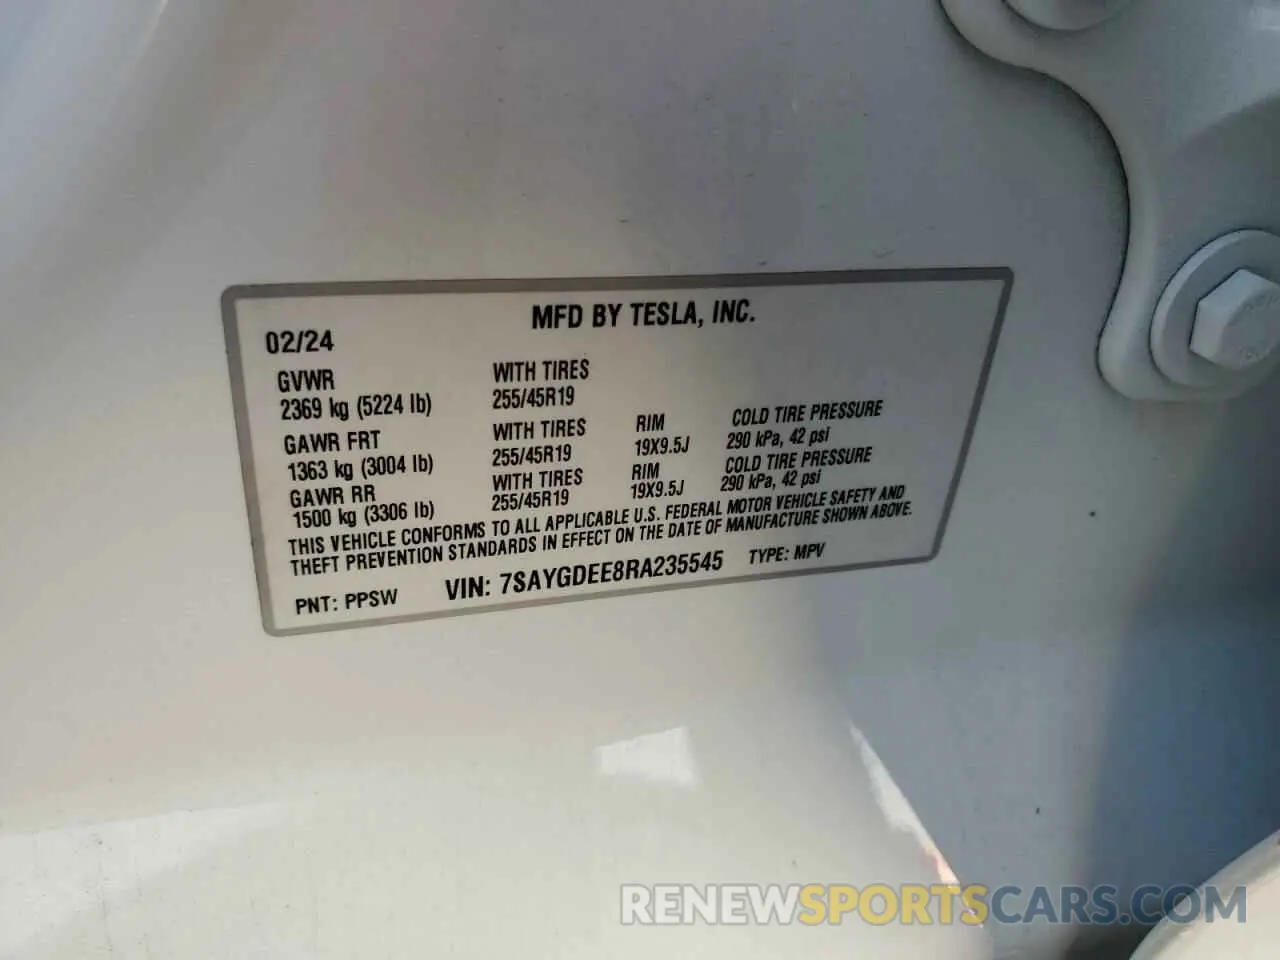 MFD BY TESLA, INC.
02/24
GVWR WITH TIRES
2369 kg (5224 lb) 255/45R19
GAWR FRT WITH TIRES RIM COLD TIRE PRESSURE
1363 kg (3004 lb) 255/45R19 19X9.5J 290 kPa, 42 psi
GAWR RR WITH TIRES RIM COLD TIRE PRESSURE
1500 kg (3306 lb) 255/45R19 19X9.5J 290 kPa, 42 psi
THIS VEHICLE CONFORMS TO ALL APPLICABLE U.S. FEDERAL MOTOR VEHICLE SAFETY AND
THEFT PREVENTION STANDARDS IN EFFECT ON THE DATE OF MANUFACTURE SHOWN ABOVE.
PNT: PPSW VIN: 7SAYGDEE8RA235545 TYPE: MPV
RENEWSPORTSCARS.COM